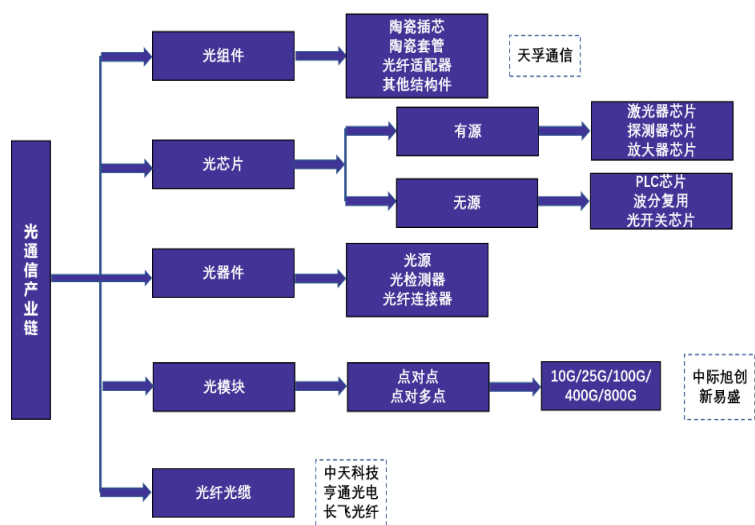 光通信产业链
光组件
陶瓷插芯
陶瓷套管
光纤适配器
其他结构件
天孚通信
光芯片
有源
激光器芯片
探测器芯片
放大器芯片
无源
PLC芯片
波分复用
光开关芯片
光器件
光源
光检测器
光纤连接器
光模块
点对点
点对多点
10G/25G/100G/
400G/800G
中际旭创
新易盛
光纤光缆
中天科技
亨通光电
长飞光纤